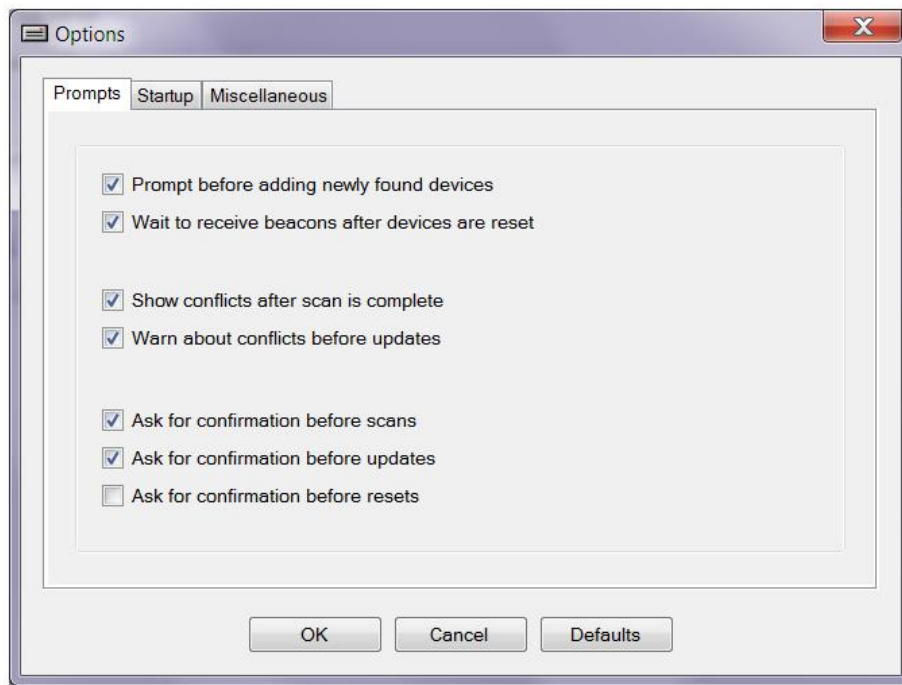 Options
Prompts Startup Miscellaneous
Prompt before adding newly found devices
Wait to receive beacons after devices are reset
Show conflicts after scan is complete
Warn about conflicts before updates
Ask for confirmation before scans
Ask for confirmation before updates
Ask for confirmation before resets
OK Cancel Defaults